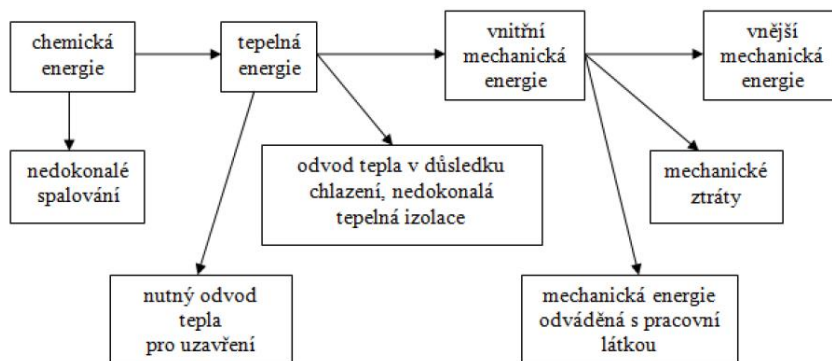 chemická
energie
tepelná
energie
vnitřní
mechanická
energie
vnější
mechanická
energie
nedokonalé
spalování
odvod tepla v důsledku
chlazení, nedokonalá
tepelná izolace
mechanické
ztráty
nutný odvod
tepla
pro uzavření
mechanická energie
odváděná s pracovní
látkou